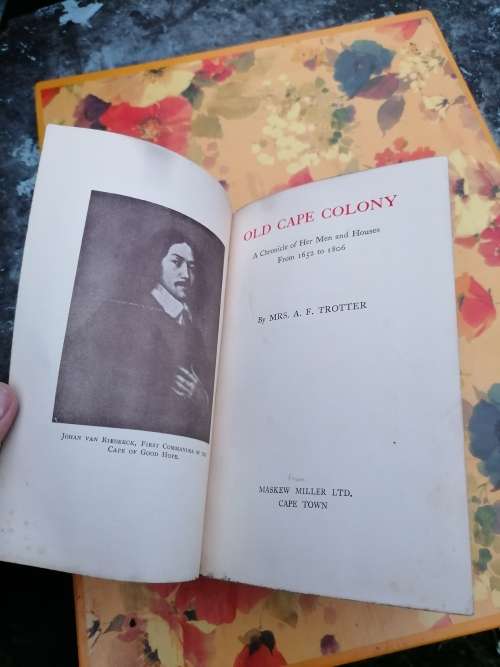 JOHAN VAN RIEBEECK, FIRST COMMANDER OF THE
CAPE OF GOOD HOPE.
OLD CAPE COLONY
A Chronicle of Her Men and Houses
From 1652 to 1806
By MRS. A. F. TROTTER
MASKEW MILLER LTD.
CAPE TOWN